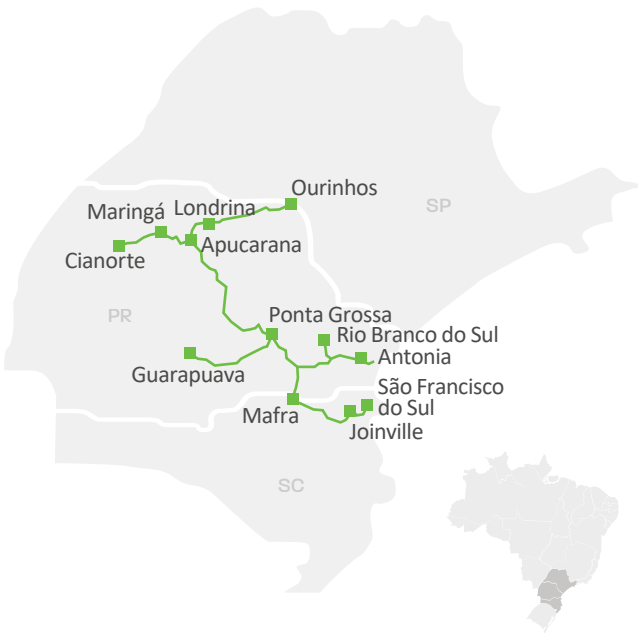 Ourinhos
Londrina
Maringá
SP
Apucarana
Cianorte
PR
Ponta Grossa
Rio Branco do Sul
Antonia
Guarapuava
São Francisco
do Sul
Mafra
Joinville
SC